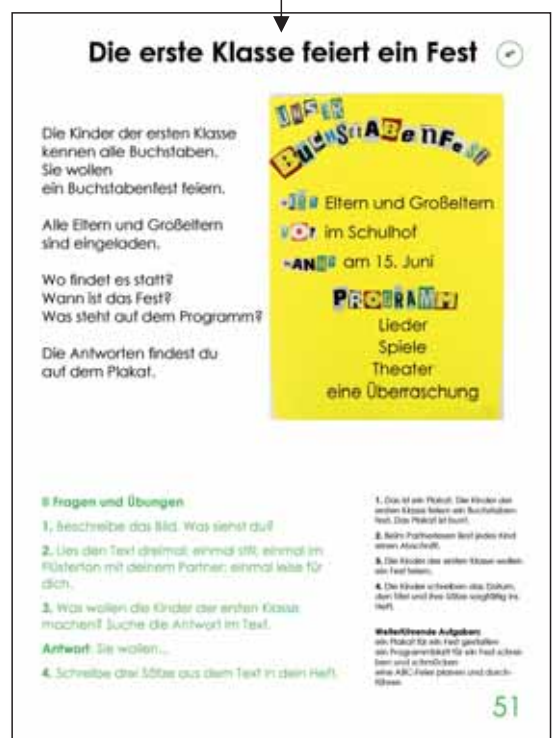 Die erste Klasse feiert ein Fest
Die Kinder der ersten Klasse
kennen alle Buchstaben.
Sie wollen
ein Buchstabenfest feiern.
Alle Eltern und Großeltern
sind eingeladen.
Wo findet es statt?
Wann ist das Fest?
Was steht auf dem Programm?
Die Antworten findest du
auf dem Plakat.
UNSER
BUCHSTABENFEST
Eltern und Großeltern
im Schulhof
am 15. Juni
PROGRAMM
Lieder
Spiele
Theater
eine Überraschung
Fragen und Übungen
1. Beschreibe das Bild. Was siehst du?
2. Lies den Text dreimal: einmal still, einmal im
Flüsterton mit deinem Partner, einmal leise für
dich.
3. Was wollen die Kinder der ersten Klasse
machen? Suche die Antwort im Text.
Antwort: Sie wollen...
4. Schreibe drei Sätze aus dem Text in dein Heft.
1. Das ist ein Plakat. Die Kinder der
ersten Klasse feiern ein Buchstaben-
fest. Das Plakat ist bunt.
2. Beim Partnerlesen liest jedes Kind
einen Abschnitt.
3. Die Kinder der ersten Klasse wollen
ein Fest feiern.
4. Die Kinder schreiben das Datum,
den Titel und ihre Sätze sorgfältig ins
Heft.
Weiterführende Aufgaben:
ein Plakat für ein Fest gestalten
ein Programmblatt für ein Fest schrei-
ben und schmücken
eine ABC-Feier planen und durch-
führen
51